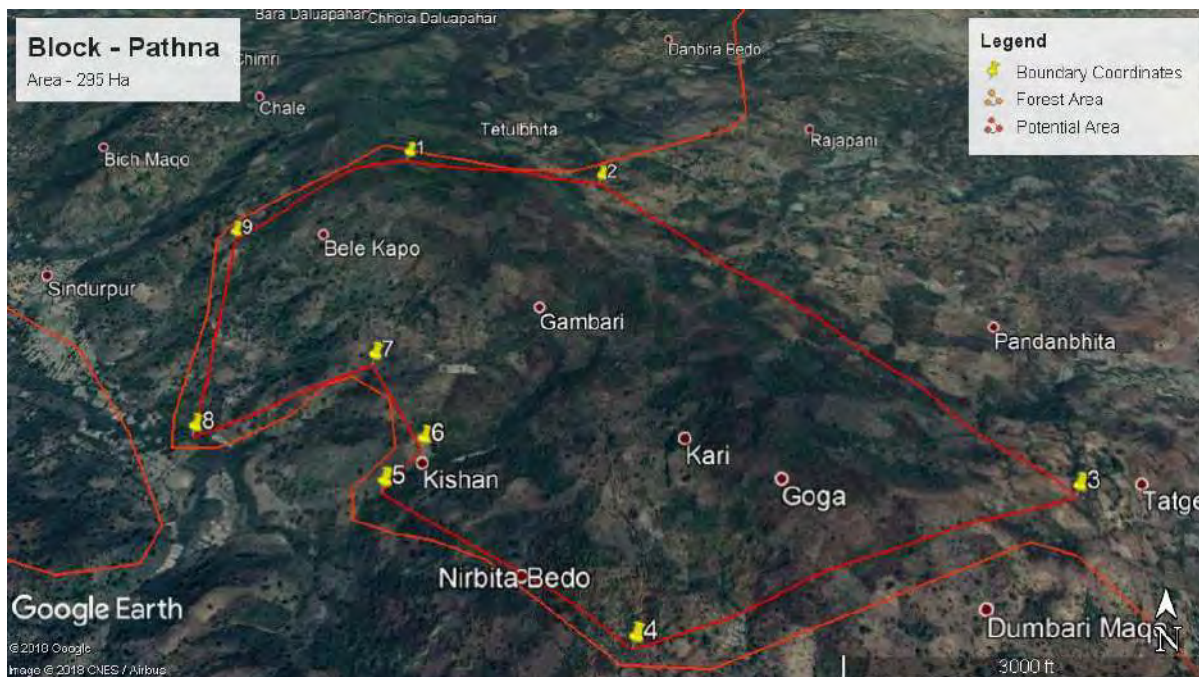 Block - Pathna
Area - 295 Ha
Bara Daluapahar
Chhota Daluapahar
Chimri
Danbita Bedo
Legend
Boundary Coordinates
Forest Area
Potential Area
Chale
Tetulbhita
Rajapani
Bich Maqo
1
2
9
Bele Kapo
Sindurpur
Gambari
Pandanbhita
7
8
6
Kari
5
Kishan
Goga
3
Tatge
Nirbita Bedo
4
Dumbari Maqo
Google Earth
N
© 2018 Google
Image © 2018 CNES / Airbus
3000 ft